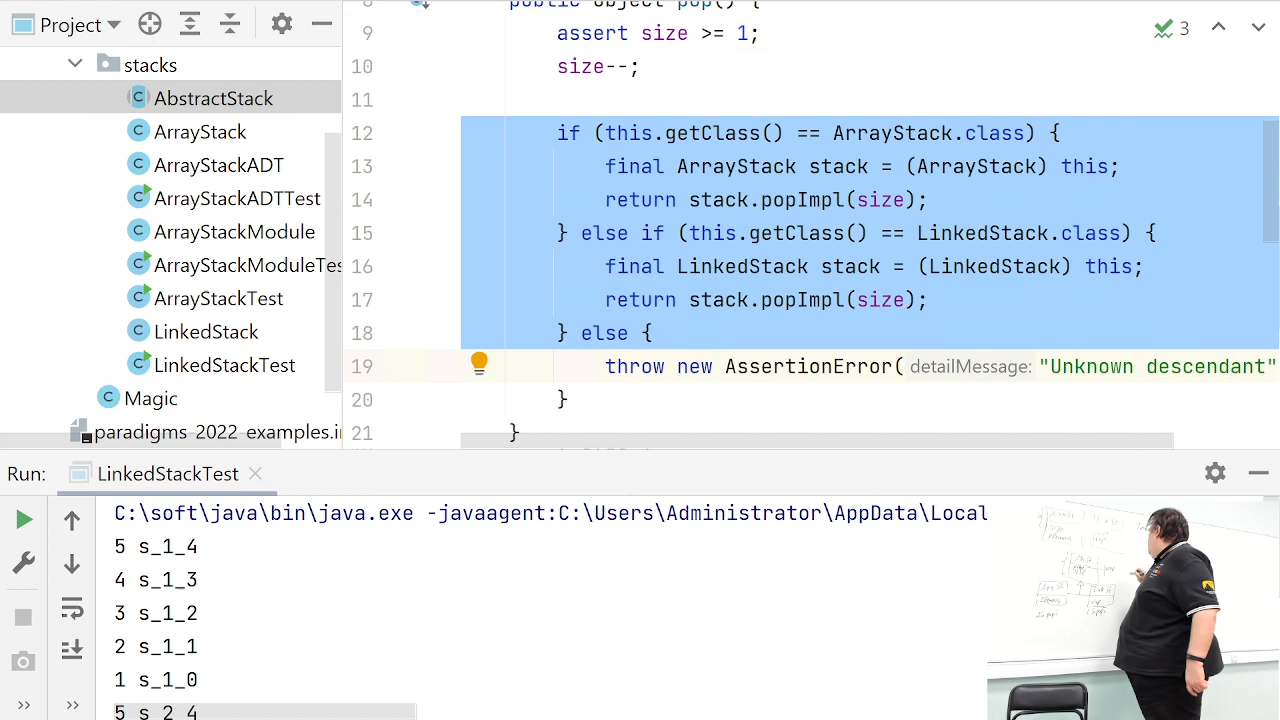 Project
stacks
AbstractStack
ArrayStack
ArrayStackADT
ArrayStackADTTest
ArrayStackModule
ArrayStackModuleTes
ArrayStackTest
LinkedStack
LinkedStackTest
Magic
paradigms-2022 examples.i
8 public Object pop() {
9 assert size >= 1;
10 size--;
11
12 if (this.getClass() == ArrayStack.class) {
13 final ArrayStack stack = (ArrayStack) this;
14 return stack.popImpl(size);
15 } else if (this.getClass() == LinkedStack.class) {
16 final LinkedStack stack = (LinkedStack) this;
17 return stack.popImpl(size);
18 } else {
19 throw new AssertionError( detailMessage: "Unknown descendant"
20 }
21 }
3
Run: LinkedStackTest
C:\soft\java\bin\java.exe -javaagent:C:\Users\Administrator\AppData\Local
5 s_1_4
4 s_1_3
3 s_1_2
2 s_1_1
1 s_1_0
5 s_2_4